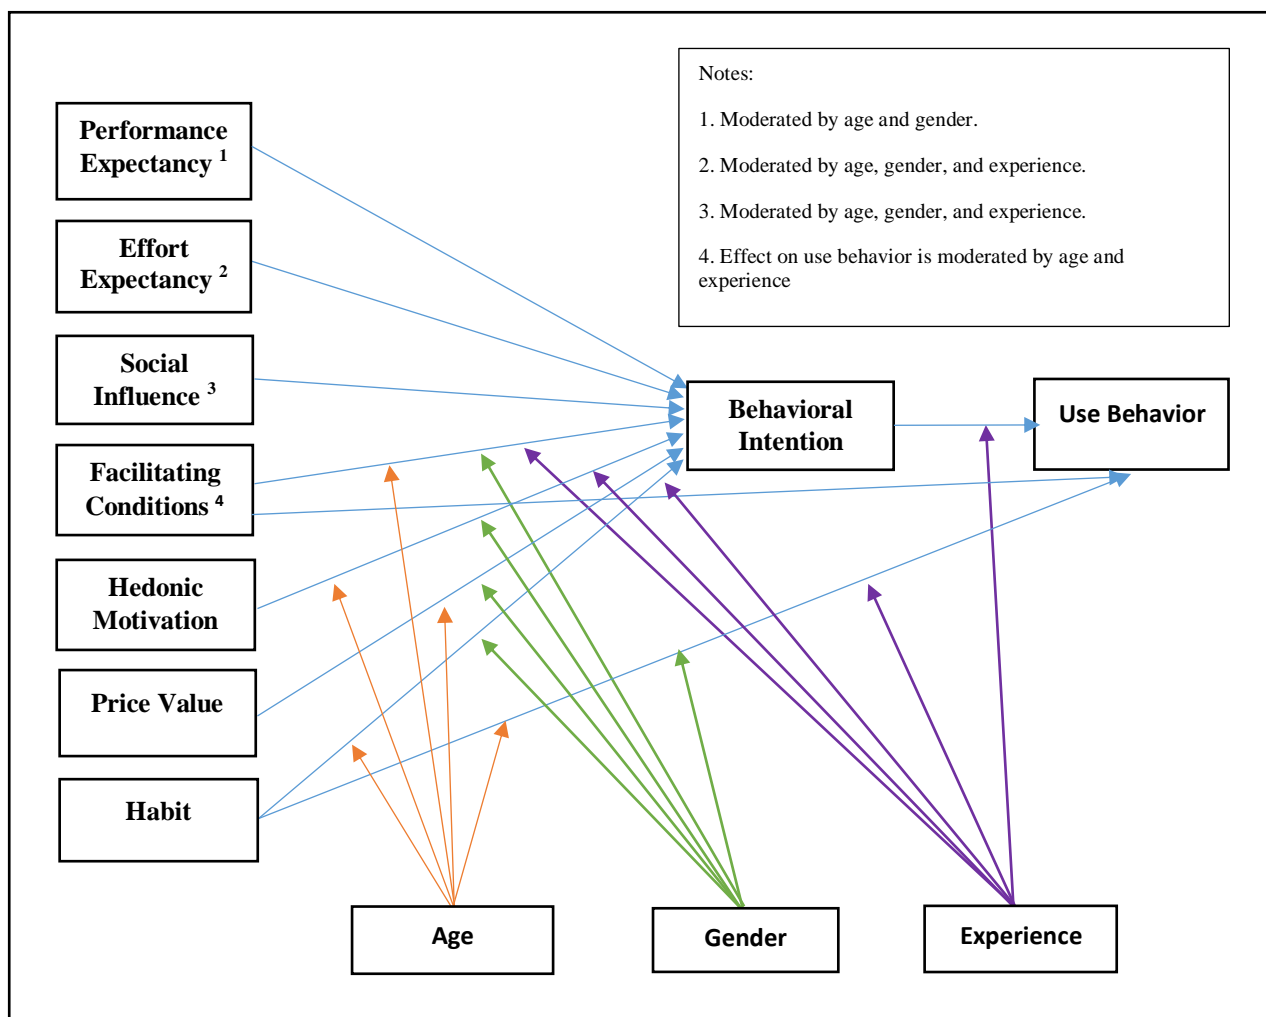 Notes:
1. Moderated by age and gender.
2. Moderated by age, gender, and experience.
3. Moderated by age, gender, and experience.
4. Effect on use behavior is moderated by age and
experience
Performance
Expectancy 1
Effort
Expectancy 2
Social
Influence 3
Facilitating
Conditions 4
Hedonic
Motivation
Price Value
Habit
Behavioral
Intention
Use Behavior
Age
Gender
Experience